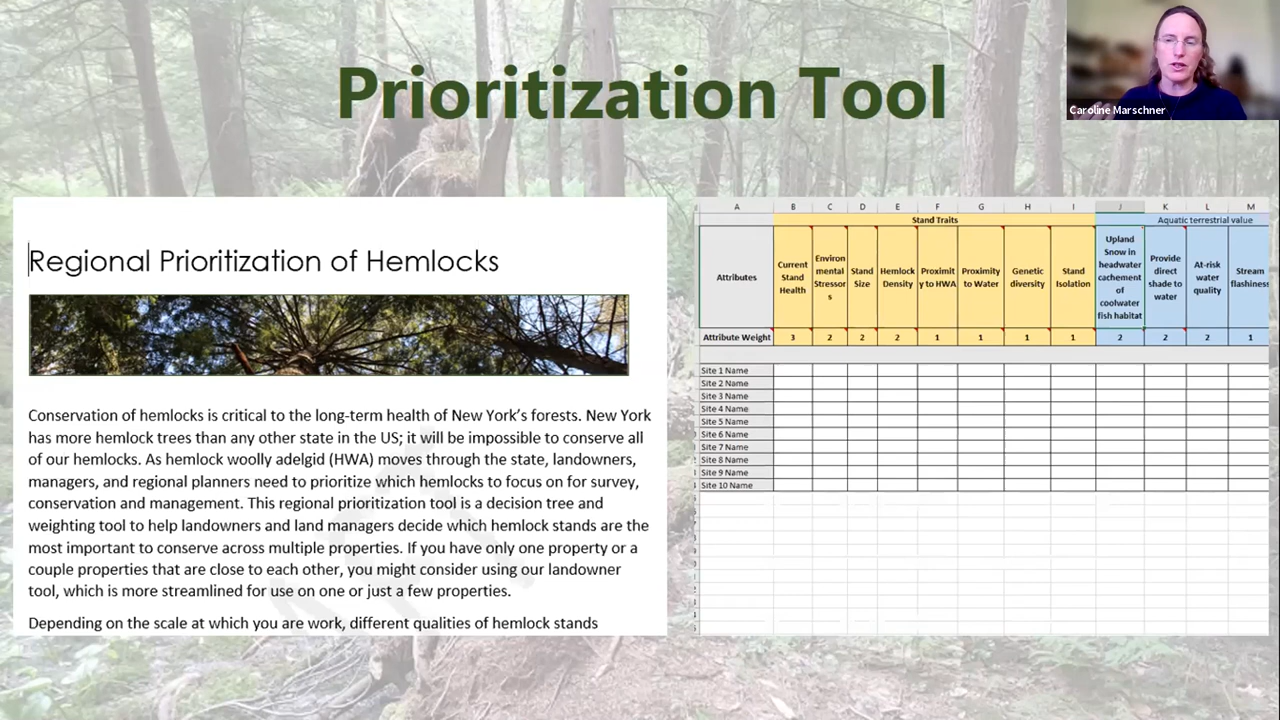 Prioritization Tool
Caroline Marschner
Regional Prioritization of Hemlocks
Conservation of hemlocks is critical to the long-term health of New York's forests. New York
has more hemlock trees than any other state in the US; it will be impossible to conserve all
of our hemlocks. As hemlock woolly adelgid (HWA) moves through the state, landowners,
managers, and regional planners need to prioritize which hemlocks to focus on for survey,
conservation and management. This regional prioritization tool is a decision tree and
weighting tool to help landowners and land managers decide which hemlock stands are the
most important to conserve across multiple properties. If you have only one property or a
couple properties that are close to each other, you might consider using our landowner
tool, which is more streamlined for use on one or just a few properties.
Depending on the scale at which you are work, different qualities of hemlock stands
A B C D E F G H I J K L M
Stand Traits
Aquatic terrestrial value
Attributes
Current
Stand
Health
Environ
mental
Stressor
s
Stand
Size
Hemlock
Density
Proximit
y to HWA
Proximity
to Water
Genetic
diversity
Stand
Isolation
Upland
Snow in
headwater
cachement
of
coolwater
fish habitat
Provide
direct
shade to
water
At-risk
water
quality
Stream
flashiness
Attribute Weight 3 2 2 2 1 1 1 1 2 2 2 1
Site 1 Name
Site 2 Name
Site 3 Name
Site 4 Name
Site 5 Name
Site 6 Name
Site 7 Name
Site 8 Name
Site 9 Name
Site 10 Name